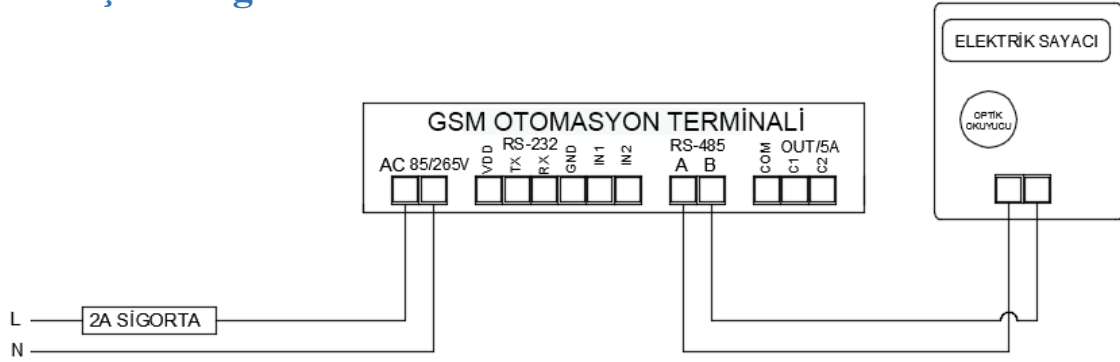 ELEKTRİK SAYACI
OPTİK
OKUYUCU
GSM OTOMASYON TERMİNALİ
AC 85/265V
RS-232
VDD
TX
RX
GND
IN1
IN2
RS-485
A B
OUT/5A
COM
C1
C2
L
2A SİGORTA
N